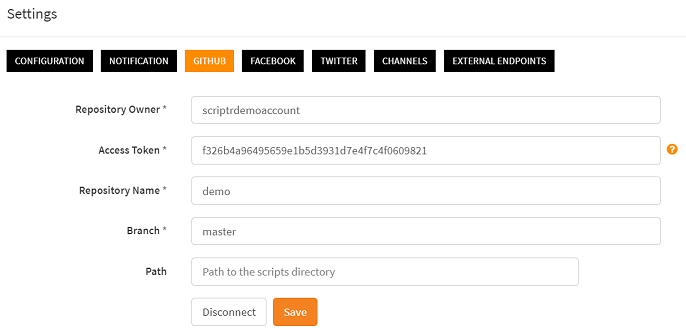 Settings
CONFIGURATION NOTIFICATION GITHUB FACEBOOK TWITTER CHANNELS EXTERNAL ENDPOINTS
Repository Owner * scriptrdemoaccount
Access Token * f326b4a96495659e1b5d3931d7e4f7c4f0609821 ?
Repository Name * demo
Branch * master
Path Path to the scripts directory
Disconnect Save